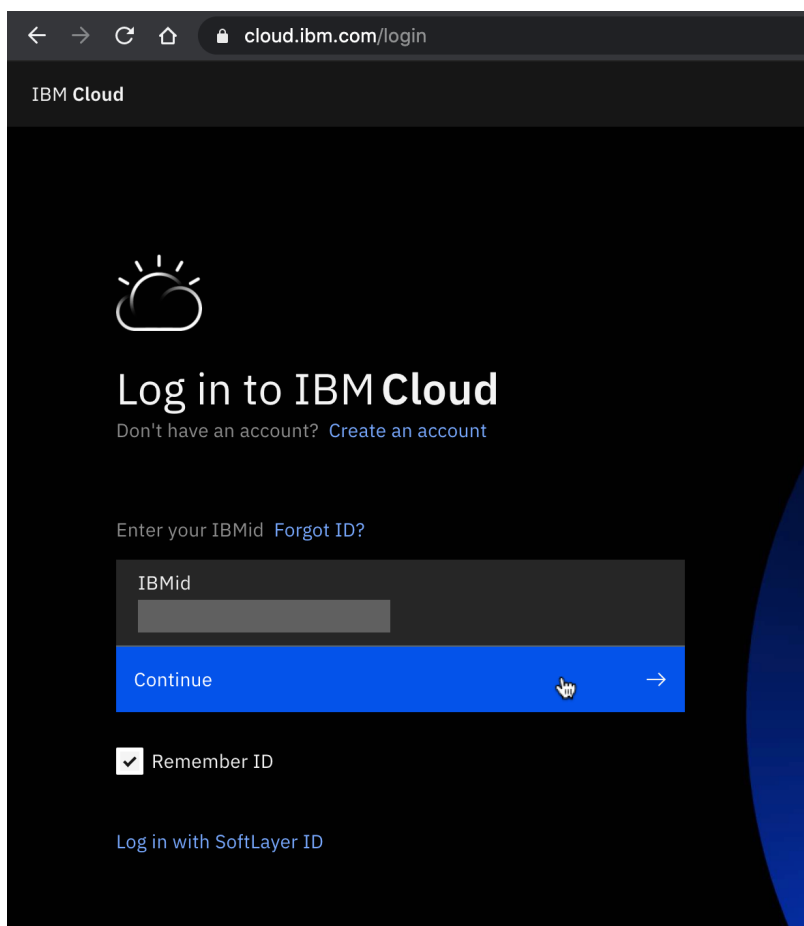 cloud.ibm.com/login
IBM Cloud
Log in to IBM Cloud
Don't have an account? Create an account
Enter your IBMid Forgot ID?
IBMid
Continue
Remember ID
Log in with SoftLayer ID